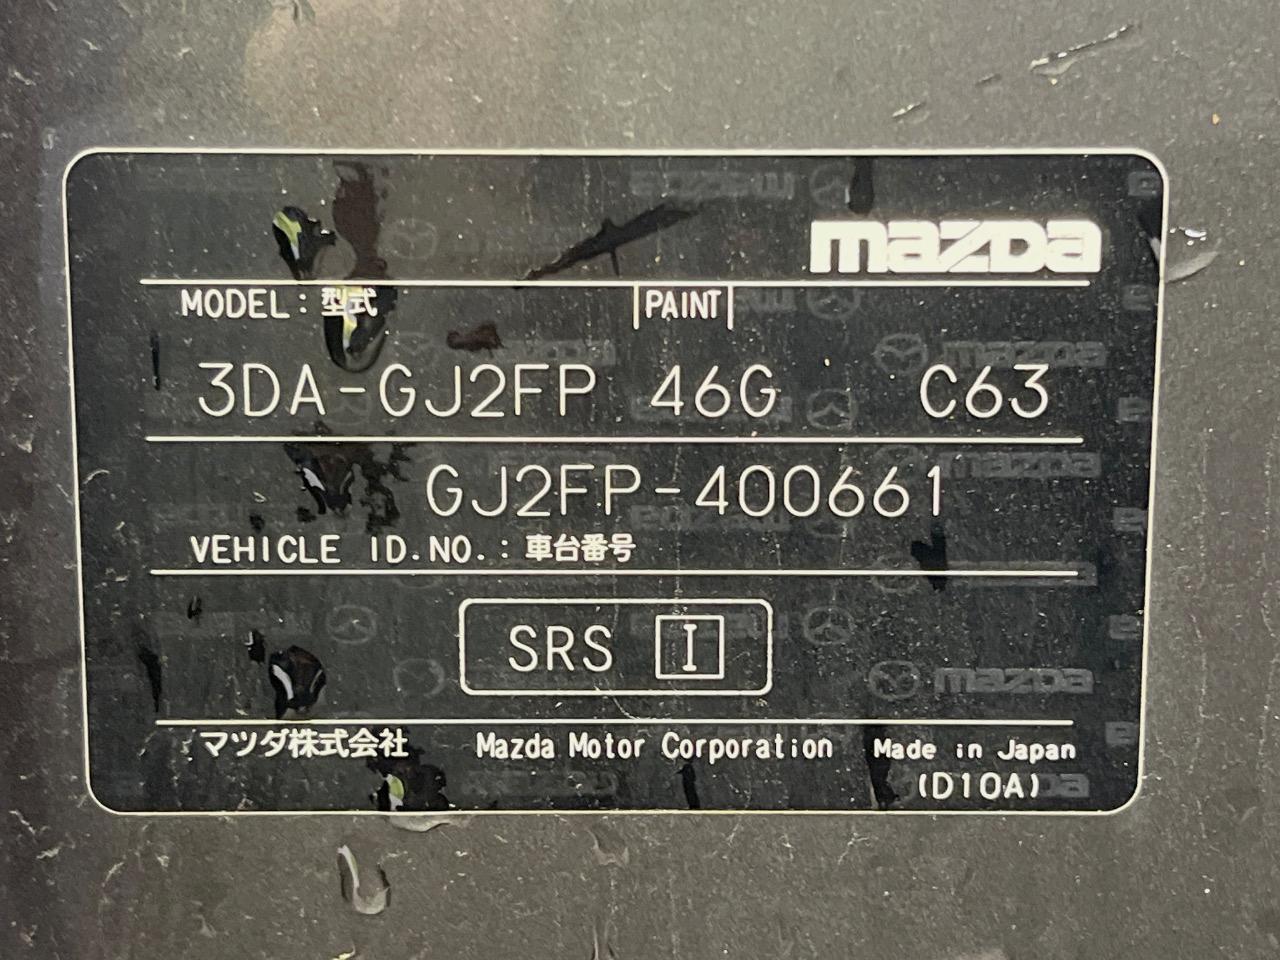 mazda
MODEL：型式 PAINT
3DA-GJ2FP 46G C63
GJ2FP-400661
VEHICLE ID.NO.：車台番号
SRS I
マツダ株式会社 Mazda Motor Corporation Made in Japan
(D10A)